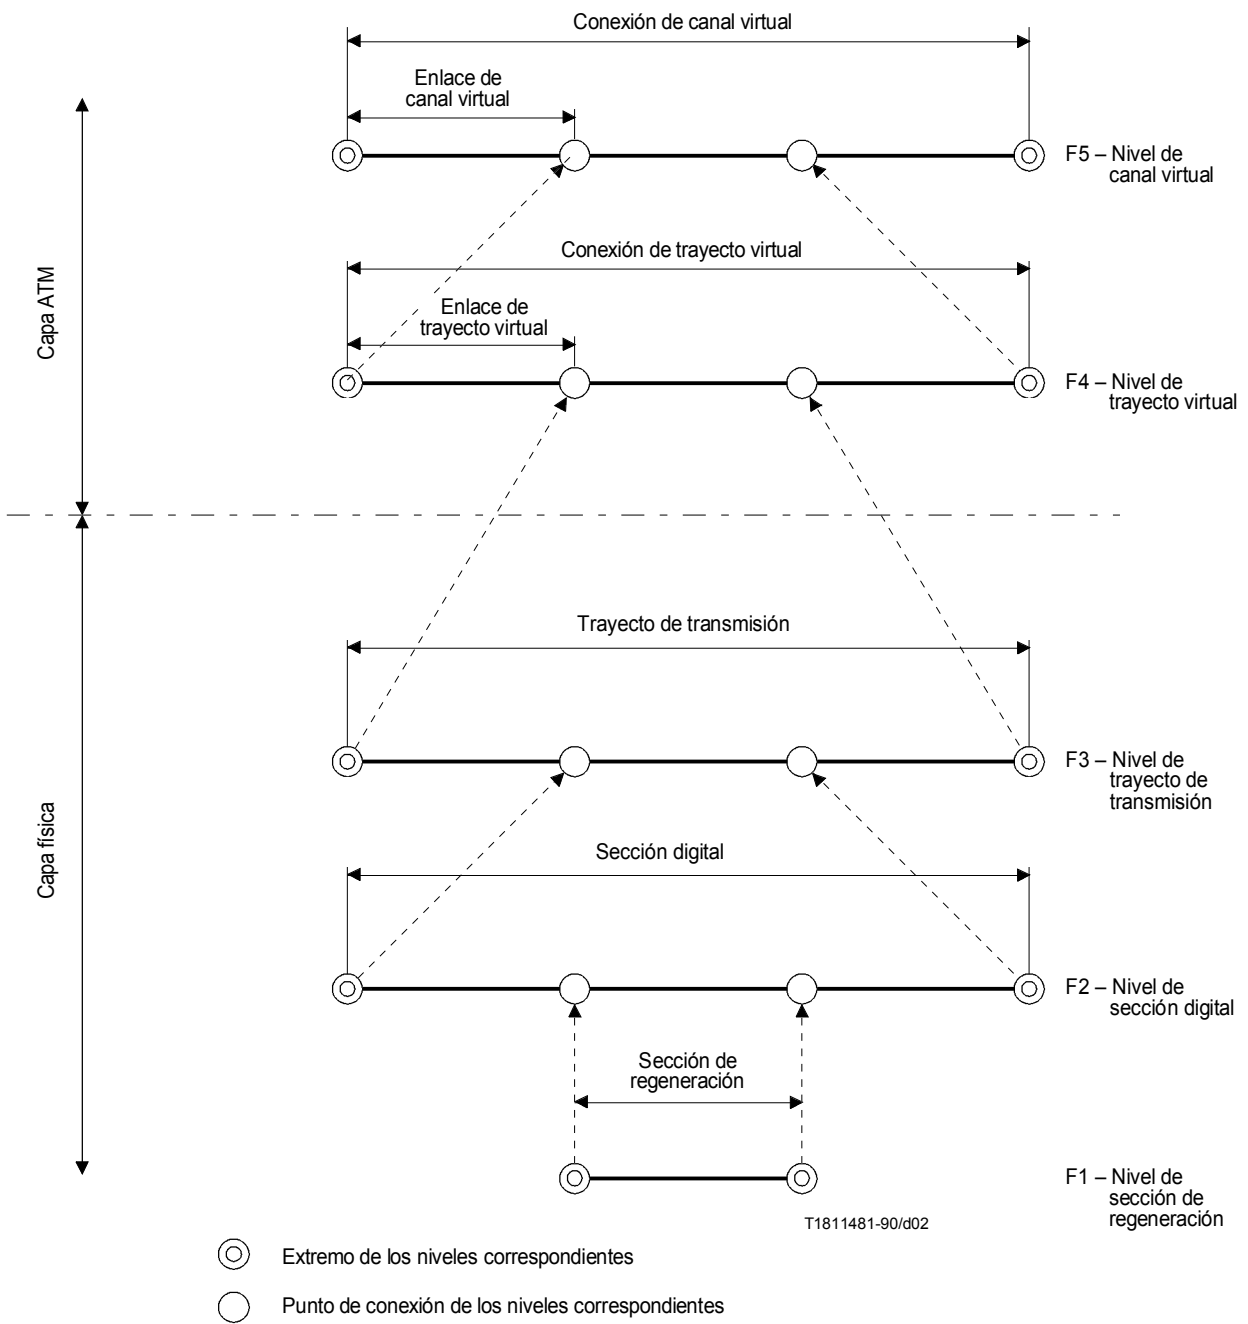 Conexión de canal virtual
Enlace de
canal virtual
F5 – Nivel de
canal virtual
Conexión de trayecto virtual
Enlace de
trayecto virtual
F4 – Nivel de
trayecto virtual
Capa ATM
Trayecto de transmisión
F3 – Nivel de
trayecto de
transmisión
Sección digital
Capa física
F2 – Nivel de
sección digital
Sección de
regeneración
F1 – Nivel de
sección de
regeneración
T1811481-90/d02
Extremo de los niveles correspondientes
Punto de conexión de los niveles correspondientes